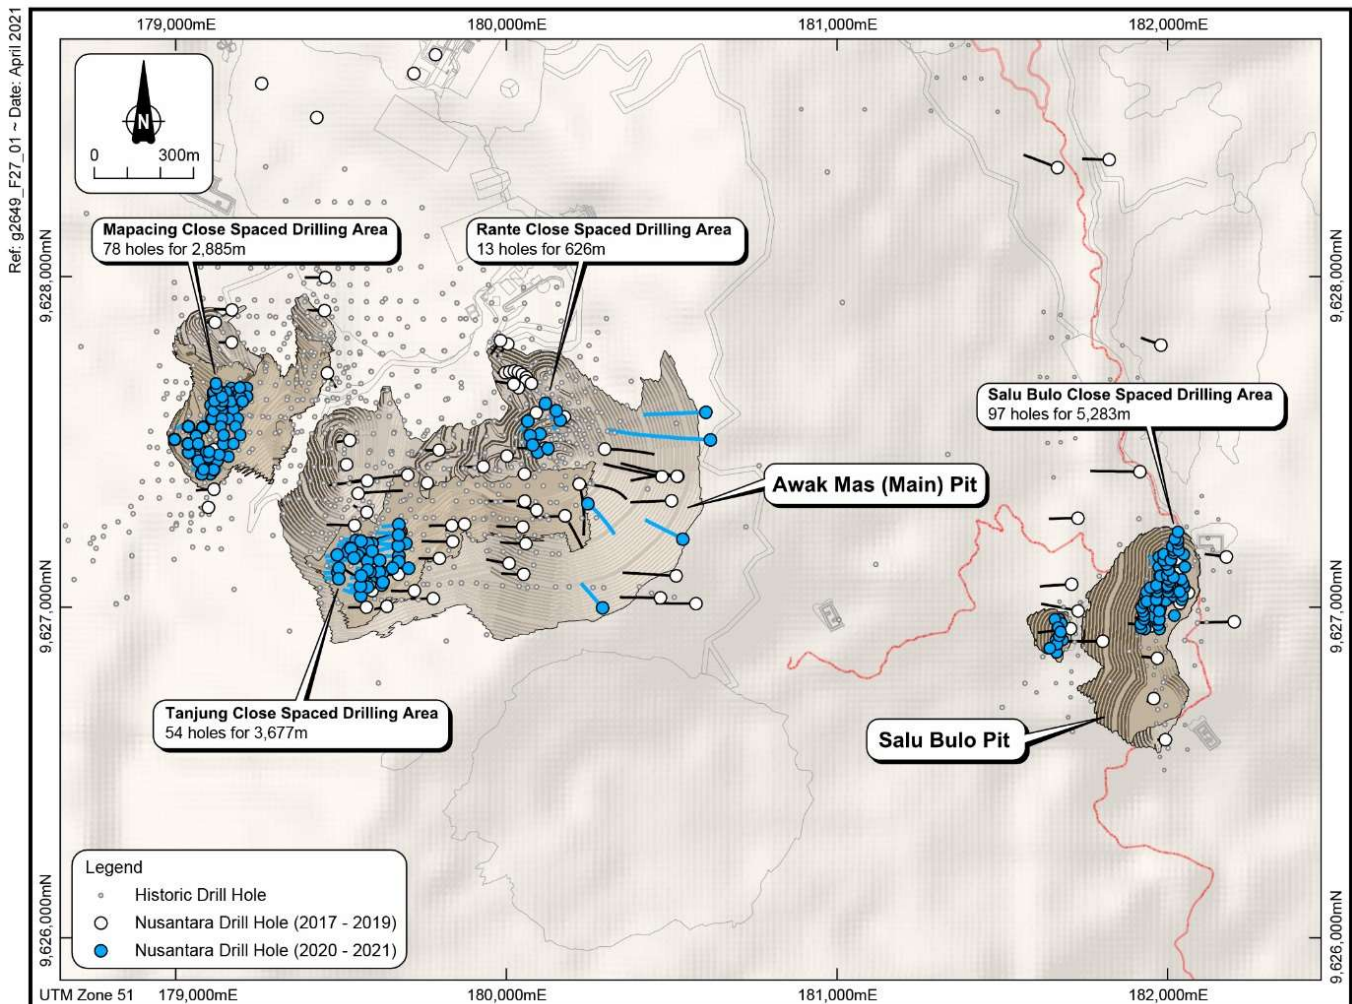 Ref: g2649_F27_01 ~ Date: April 2021
179,000mE
180,000mE
181,000mE
182,000mE
N
0 300m
9,628,000mN
9,628,000mN
Mapacing Close Spaced Drilling Area
78 holes for 2,885m
Rante Close Spaced Drilling Area
13 holes for 626m
Salu Bulo Close Spaced Drilling Area
97 holes for 5,283m
Awak Mas (Main) Pit
9,627,000mN
9,627,000mN
Tanjung Close Spaced Drilling Area
54 holes for 3,677m
Salu Bulo Pit
Legend
Historic Drill Hole
Nusantara Drill Hole (2017 - 2019)
Nusantara Drill Hole (2020 - 2021)
9,626,000mN
9,626,000mN
UTM Zone 51
179,000mE
180,000mE
181,000mE
182,000mE